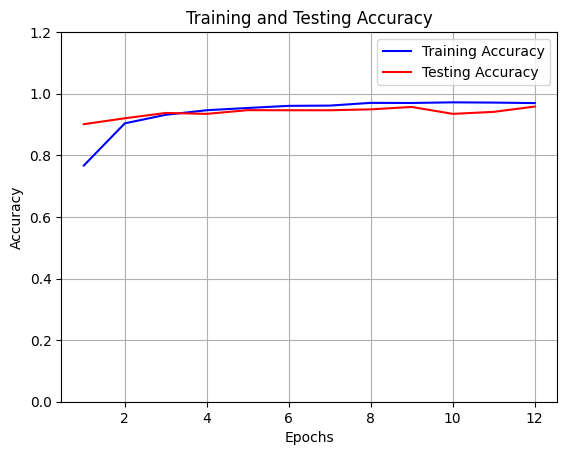 Training and Testing Accuracy
Training Accuracy
Testing Accuracy
Accuracy
1.2
1.0
0.8
0.6
0.4
0.2
0.0
2 4 6 8 10 12
Epochs